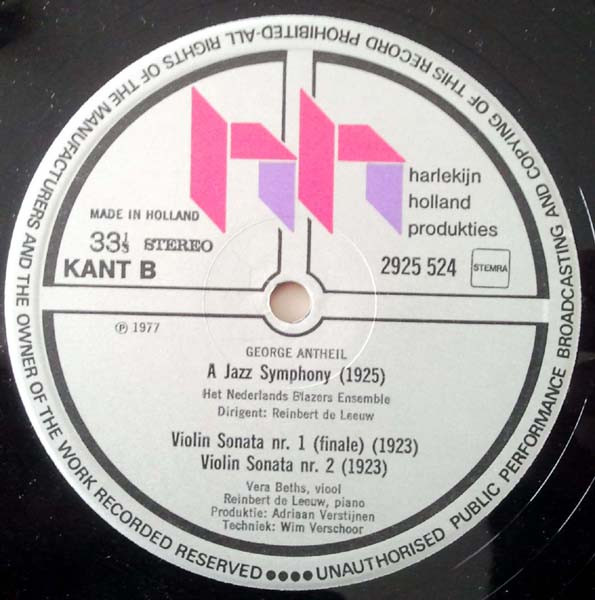 ALL RIGHTS OF THE MANUFACTURERS AND THE OWNER OF THE WORK RECORDED RESERVED ●●●● UNAUTHORISED PUBLIC PERFORMANCE BROADCASTING AND COPYING OF THIS RECORD PROHIBITED-
hh
harlekijn
holland
produkties
MADE IN HOLLAND
33⅓ STEREO
KANT B
2925 524
STEMRA
℗ 1977
GEORGE ANTHEIL
A Jazz Symphony (1925)
Het Nederlands Blazers Ensemble
Dirigent: Reinbert de Leeuw
Violin Sonata nr. 1 (finale) (1923)
Violin Sonata nr. 2 (1923)
Vera Beths, viool
Reinbert de Leeuw, piano
Produktie: Adriaan Verstijnen
Techniek: Wim Verschoor